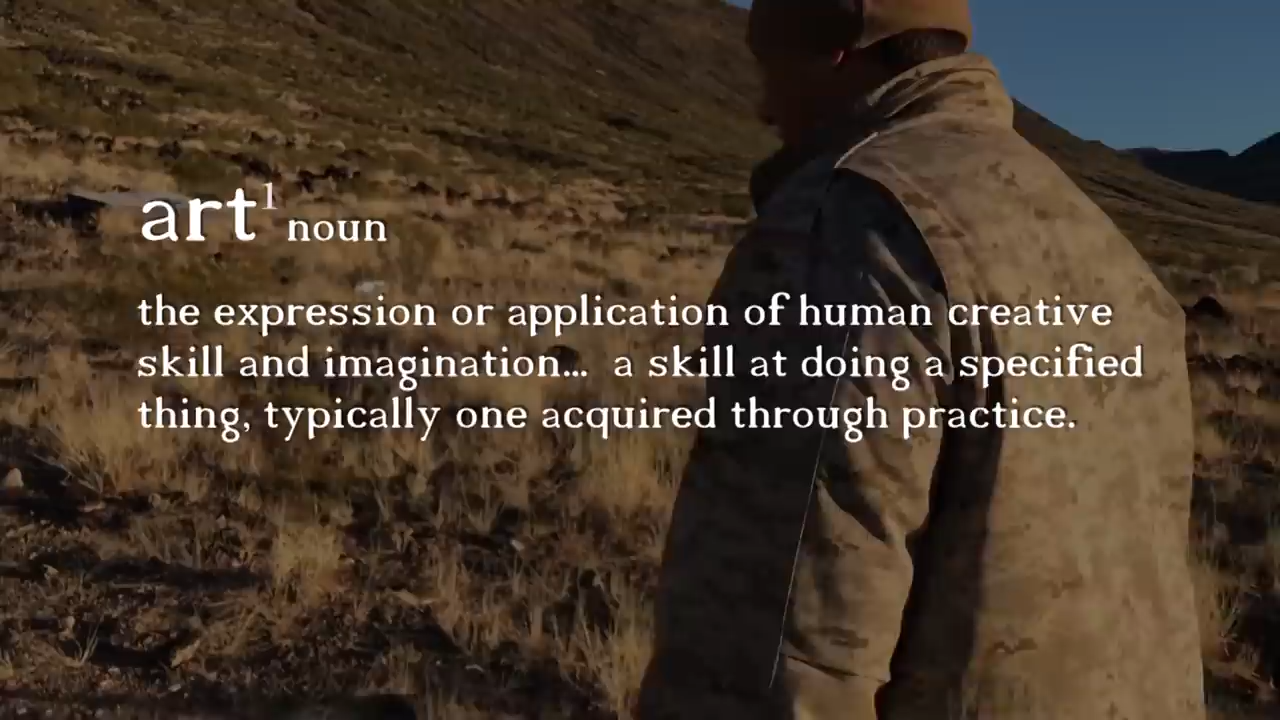 art¹ noun
the expression or application of human creative
skill and imagination... a skill at doing a specified
thing, typically one acquired through practice.